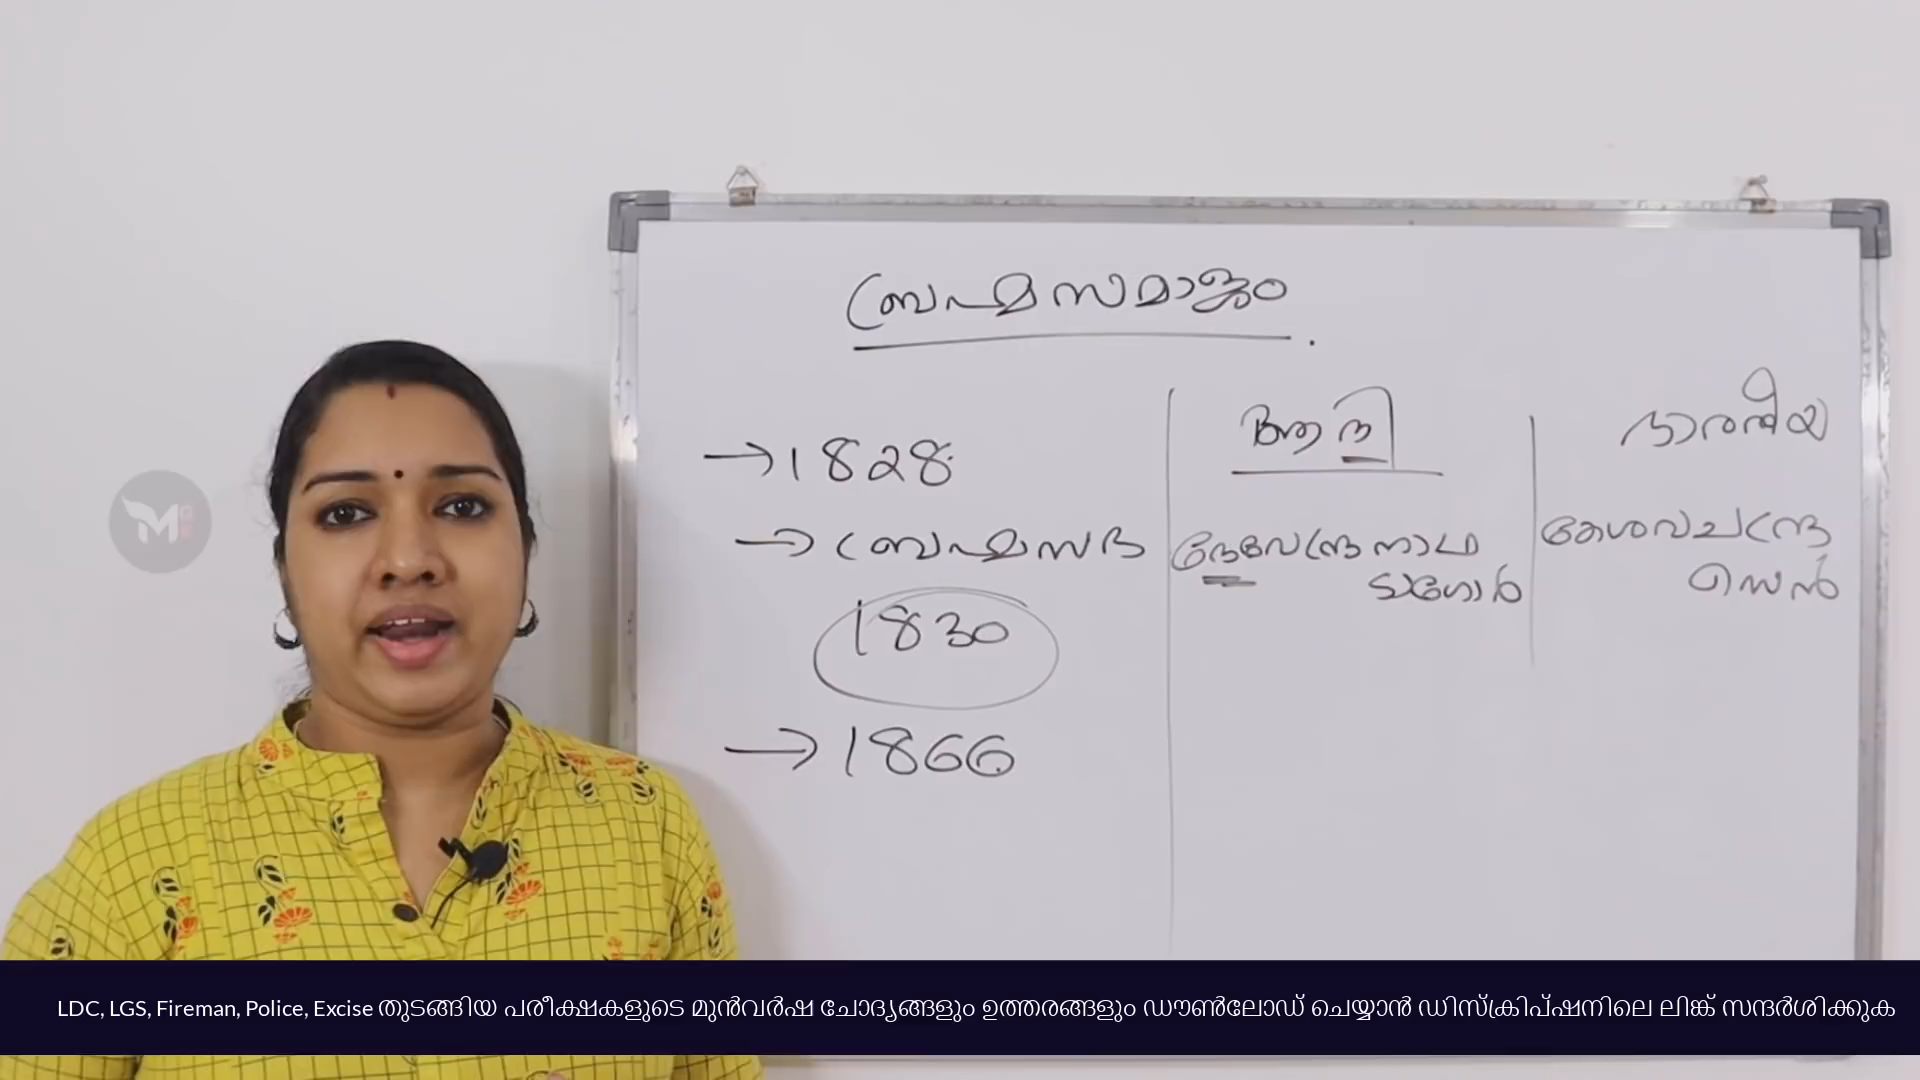 ബ്രഹ്മസമാജം.
→1828
→ ബ്രഹ്മസഭ
1830
→1866
ആദി
ദേവേന്ദ്രനാഥ
ടാഗോർ
ഭാരതീയ
കേശവചന്ദ്ര
സെൻ
M
LDC, LGS, Fireman, Police, Excise തുടങ്ങിയ പരീക്ഷകളുടെ മുൻവർഷ ചോദ്യങ്ങളും ഉത്തരങ്ങളും ഡൗൺലോഡ് ചെയ്യാൻ ഡിസ്ക്രിപ്ഷനിലെ ലിങ്ക് സന്ദർശിക്കുക